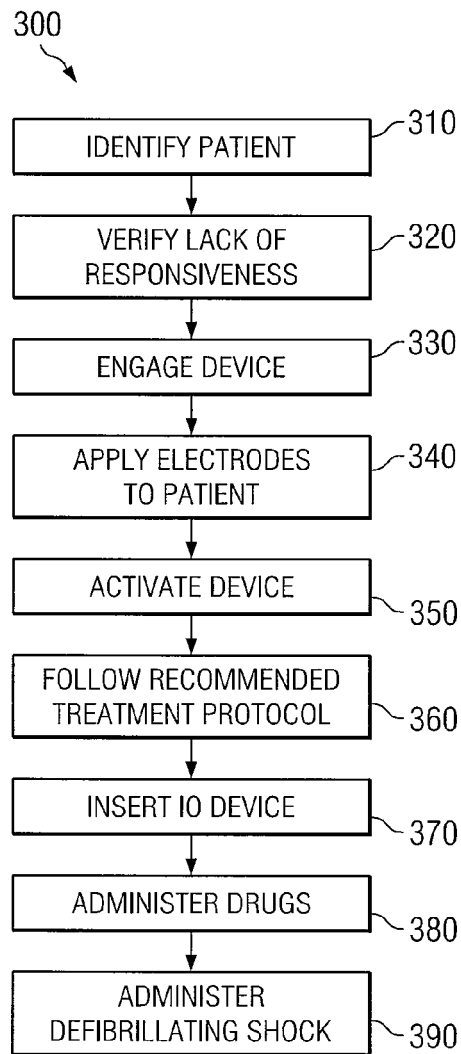 300
IDENTIFY PATIENT
310
VERIFY LACK OF
RESPONSIVENESS
320
ENGAGE DEVICE
330
APPLY ELECTRODES
TO PATIENT
340
ACTIVATE DEVICE
350
FOLLOW RECOMMENDED
TREATMENT PROTOCOL
360
INSERT IO DEVICE
370
ADMINISTER DRUGS
380
ADMINISTER
DEFIBRILLATING SHOCK
390